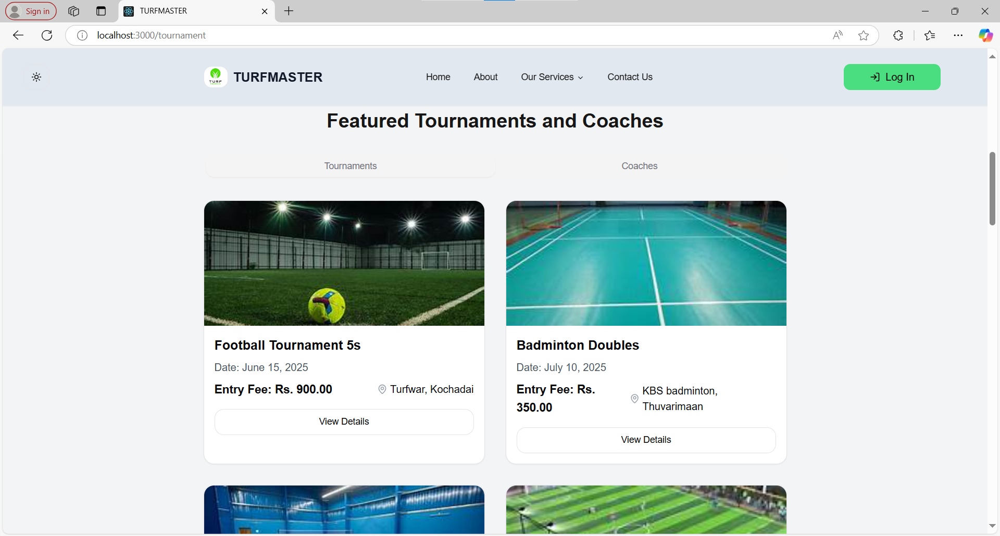 Sign in
TURFMASTER
localhost:3000/tournament
TURF
TURFMASTER
Home
About
Our Services
Contact Us
Log In
Featured Tournaments and Coaches
Tournaments
Coaches
Football Tournament 5s
Date: June 15, 2025
Entry Fee: Rs. 900.00
Turfwar, Kochadai
View Details
Badminton Doubles
Date: July 10, 2025
Entry Fee: Rs.
350.00
KBS badminton,
Thuvarimaan
View Details